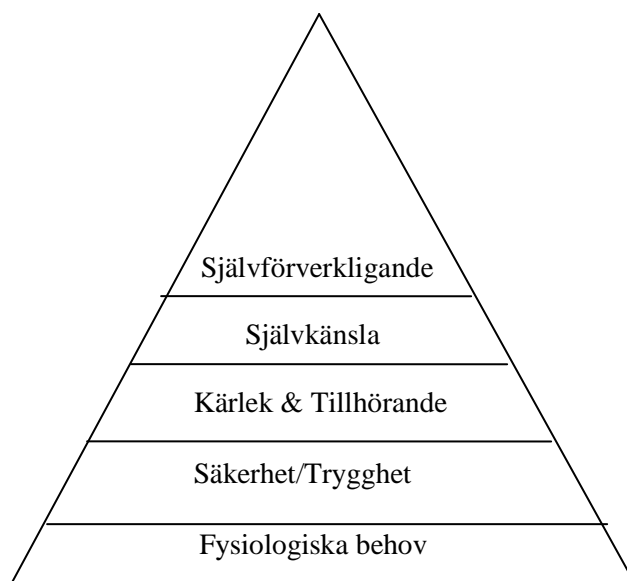 Självförverkligande
Självkänsla
Kärlek & Tillhörande
Säkerhet/Trygghet
Fysiologiska behov